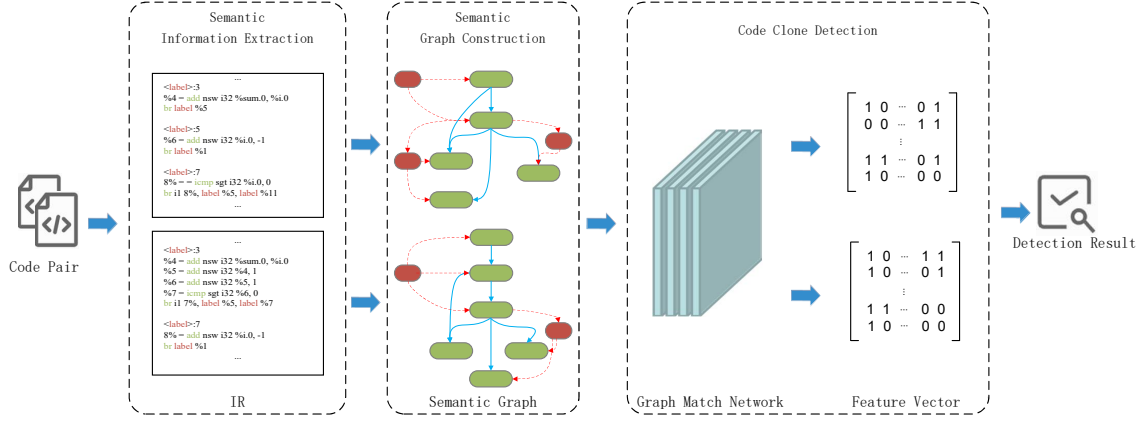 Semantic
Information Extraction
...
<label>:3
%4 = add nsw i32 %sum.0, %i.0
br label %5
<label>:5
%6 = add nsw i32 %i.0, -1
br label %1
<label>:7
8% = = icmp sgt i32 %i.0, 0
br i1 8%, label %5, label %11
...
...
<label>:3
%4 = add nsw i32 %sum.0, %i.0
%5 = add nsw i32 %4, 1
%6 = add nsw i32 %5, 1
%7 = icmp sgt i32 %6, 0
br i1 7%, label %5, label %7
<label>:7
8% = add nsw i32 %i.0, -1
br label %1
...
IR
Code Pair
</>
Semantic
Graph Construction
Semantic Graph
Code Clone Detection
Graph Match Network
1 0 ... 0 1
0 0 ... 1 1
⋮
1 1 ... 0 1
1 0 ... 0 0
1 0 ... 1 1
1 0 ... 0 1
⋮
1 1 ... 0 0
1 0 ... 0 0
Feature Vector
Detection Result